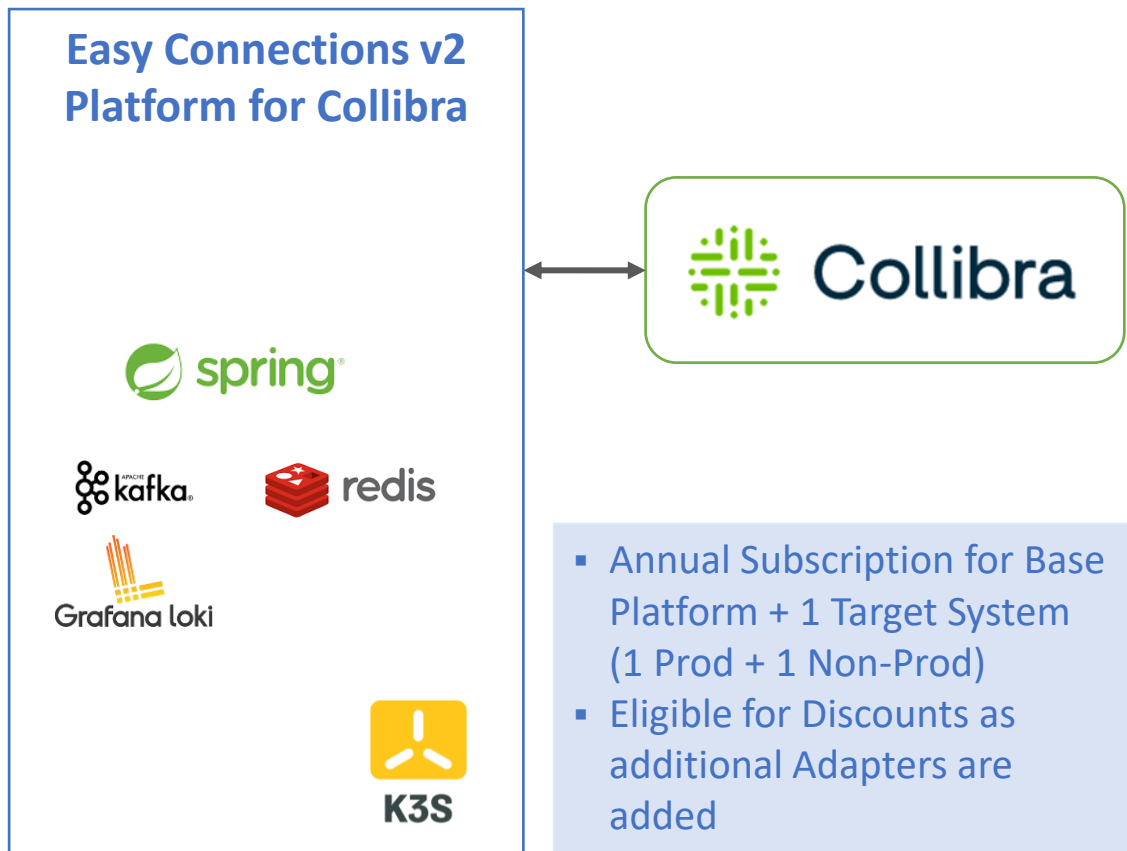 Easy Connections v2
Platform for Collibra
Collibra
spring®
APACHE
kafka®
redis
Grafana loki
K3S
▪ Annual Subscription for Base
Platform + 1 Target System
(1 Prod + 1 Non-Prod)
▪ Eligible for Discounts as
additional Adapters are
added